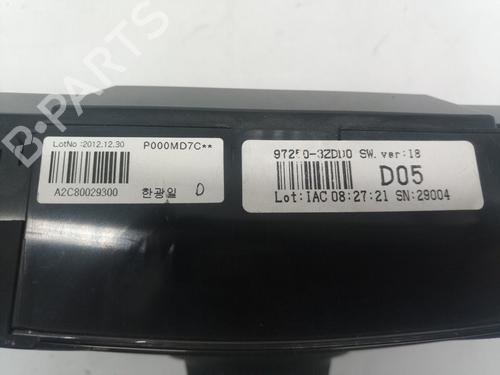 LotNo :2012.12.30
P000MD7C**
A2C80029300
한광일
D
97250-3ZDD0 SW. ver:18
D05
Lot:IAC 08:27:21 SN:29004
B PARTS